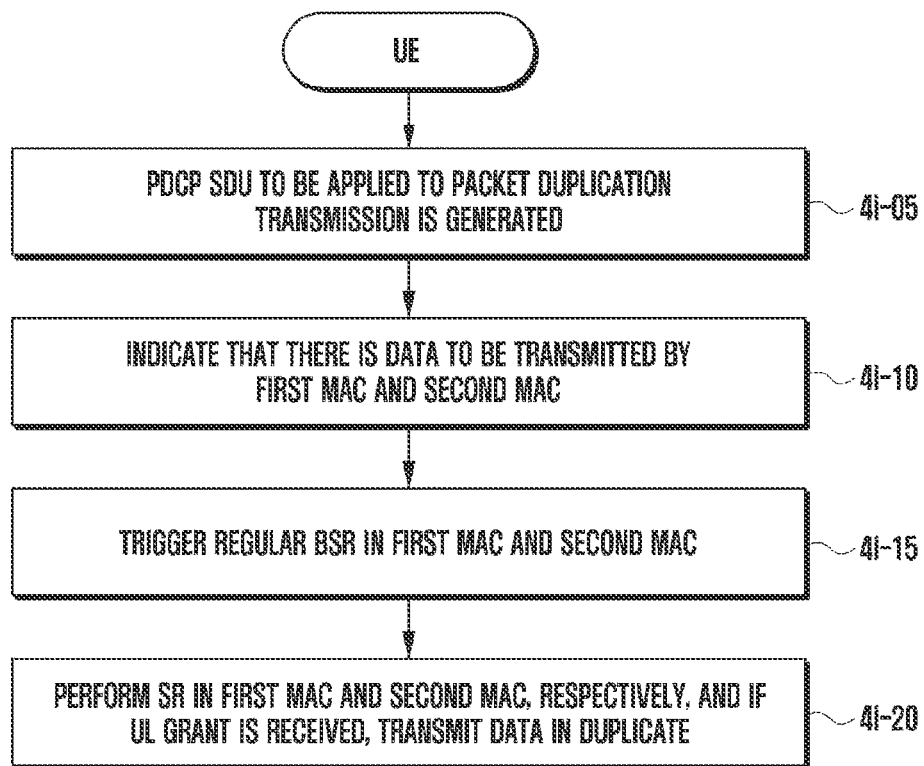 UE
PDCP SDU TO BE APPLIED TO PACKET DUPLICATION
TRANSMISSION IS GENERATED
4I-05
INDICATE THAT THERE IS DATA TO BE TRANSMITTED BY
FIRST MAC AND SECOND MAC
4I-10
TRIGGER REGULAR BSR IN FIRST MAC AND SECOND MAC
4I-15
PERFORM SR IN FIRST MAC AND SECOND MAC, RESPECTIVELY, AND IF
UL GRANT IS RECEIVED, TRANSMIT DATA IN DUPLICATE
4I-20